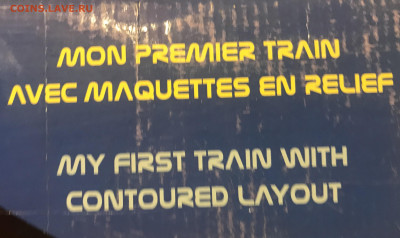 COINS.LAVE.RU
MON PREMIER TRAIN
AVEC MAQUETTES EN RELIEF
MY FIRST TRAIN WITH
CONTOURED LAYOUT